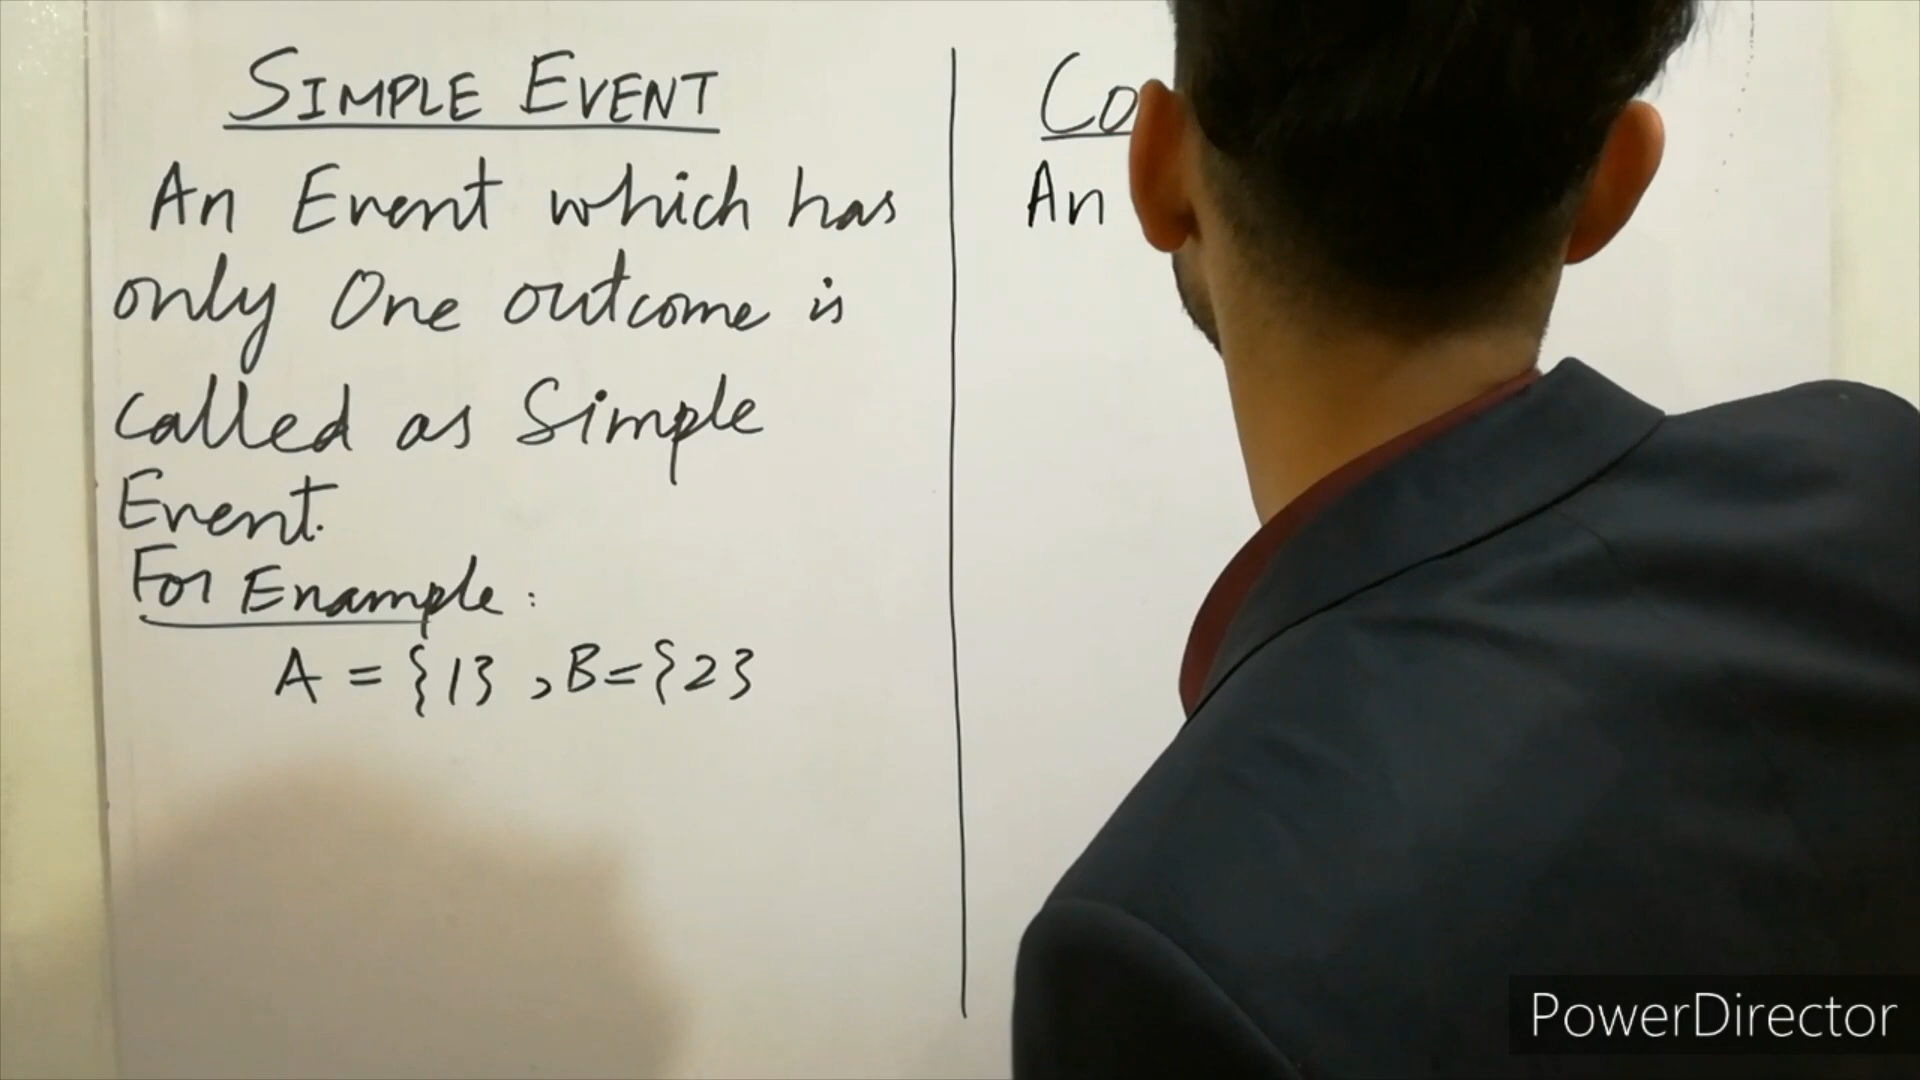 SIMPLE EVENT
An Event which has
only One outcome is
called as Simple
Event.
For Example:
A = {1} , B = {2}
Co
An
PowerDirector